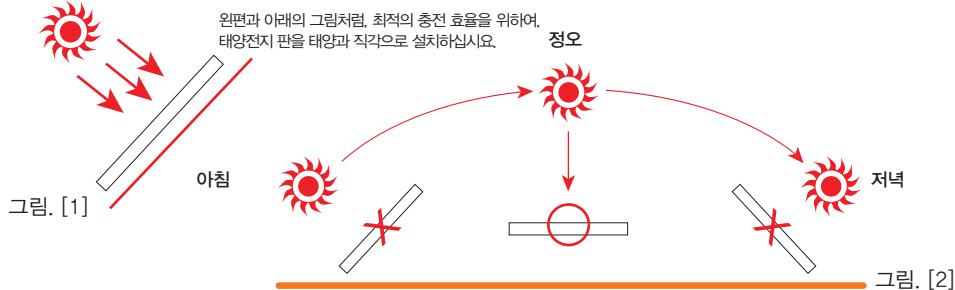 왼편과 아래의 그림처럼, 최적의 충전 효율을 위하여,
태양전지 판을 태양과 직각으로 설치하십시요.
정오
아침
저녁
그림. [1]
그림. [2]